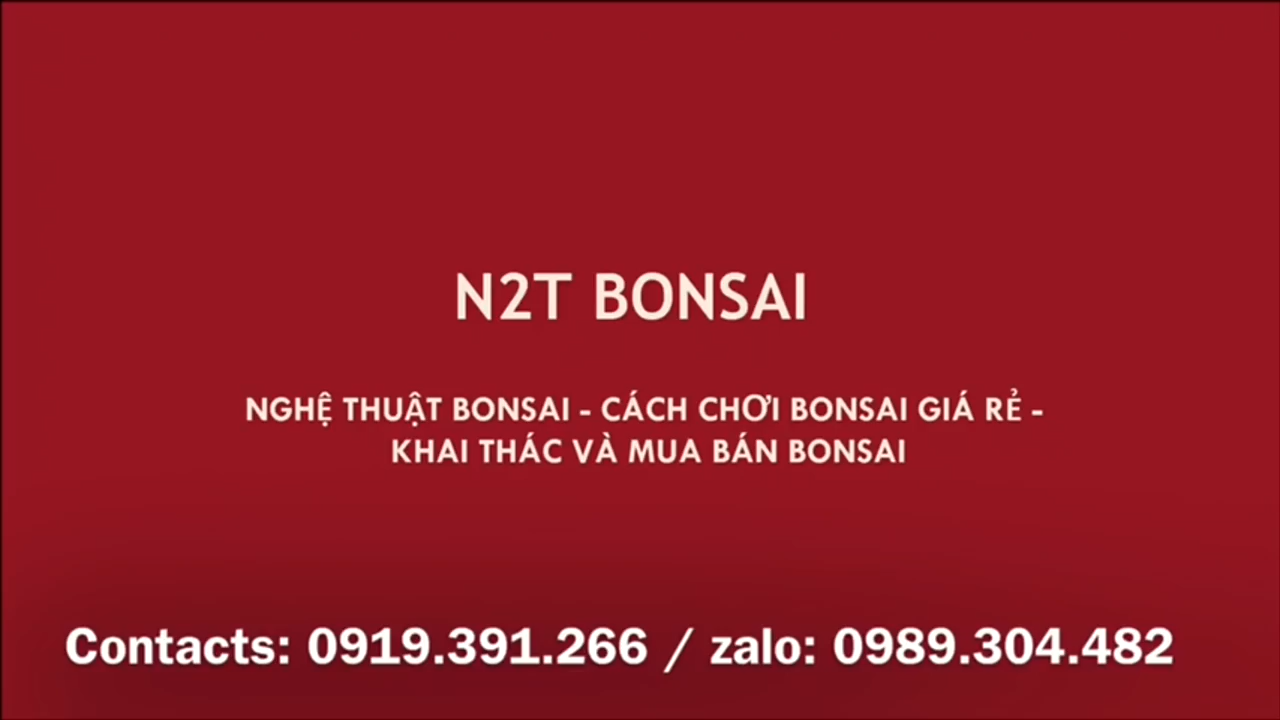 N2T BONSAI
NGHỆ THUẬT BONSAI - CÁCH CHƠI BONSAI GIÁ RẺ -
KHAI THÁC VÀ MUA BÁN BONSAI
Contacts: 0919.391.266 / zalo: 0989.304.482